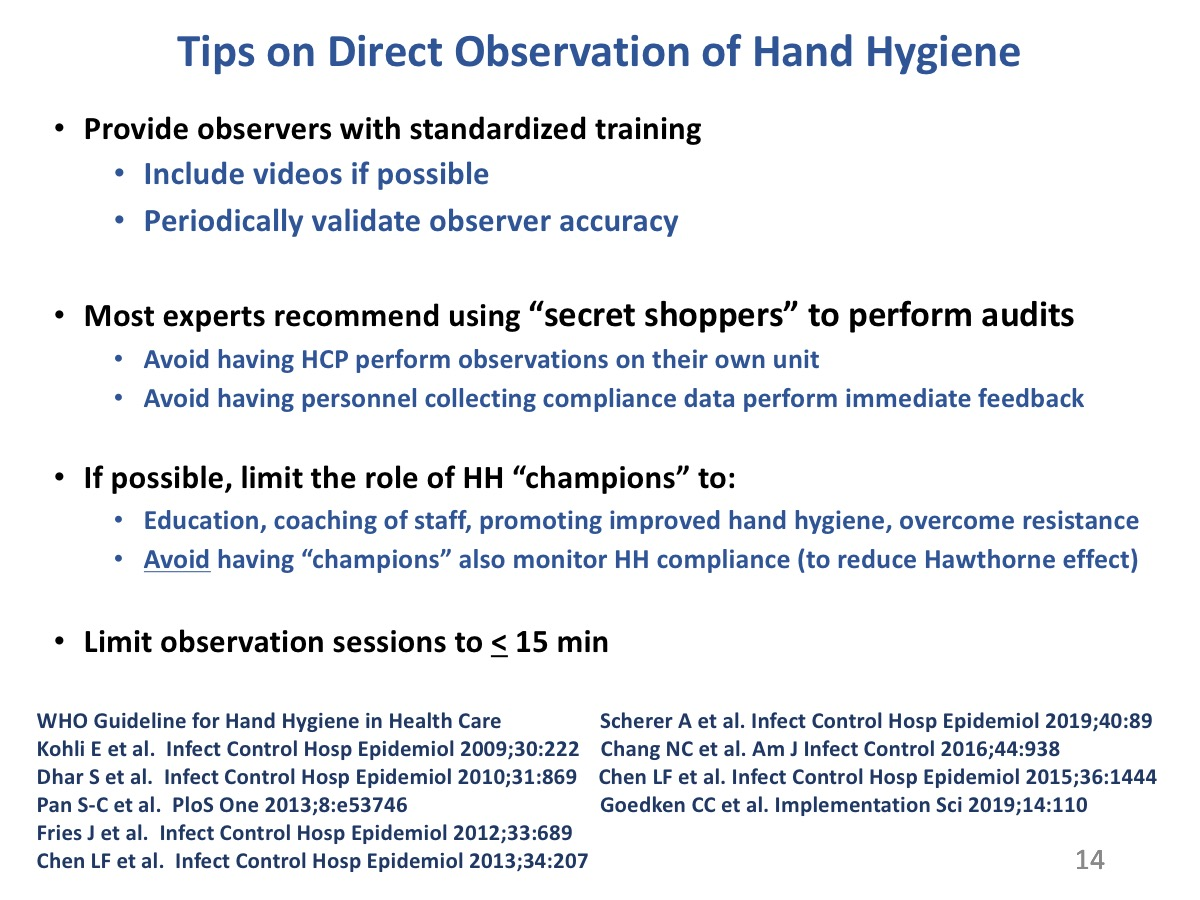 Tips on Direct Observation of Hand Hygiene
• Provide observers with standardized training
• Include videos if possible
• Periodically validate observer accuracy
• Most experts recommend using “secret shoppers” to perform audits
• Avoid having HCP perform observations on their own unit
• Avoid having personnel collecting compliance data perform immediate feedback
• If possible, limit the role of HH “champions” to:
• Education, coaching of staff, promoting improved hand hygiene, overcome resistance
• Avoid having “champions” also monitor HH compliance (to reduce Hawthorne effect)
• Limit observation sessions to < 15 min
WHO Guideline for Hand Hygiene in Health Care
Kohli E et al.  Infect Control Hosp Epidemiol 2009;30:222
Dhar S et al.  Infect Control Hosp Epidemiol 2010;31:869
Pan S-C et al.  PloS One 2013;8:e53746
Fries J et al.  Infect Control Hosp Epidemiol 2012;33:689
Chen LF et al.  Infect Control Hosp Epidemiol 2013;34:207
Scherer A et al. Infect Control Hosp Epidemiol 2019;40:89
Chang NC et al. Am J Infect Control 2016;44:938
Chen LF et al. Infect Control Hosp Epidemiol 2015;36:1444
Goedken CC et al. Implementation Sci 2019;14:110
14